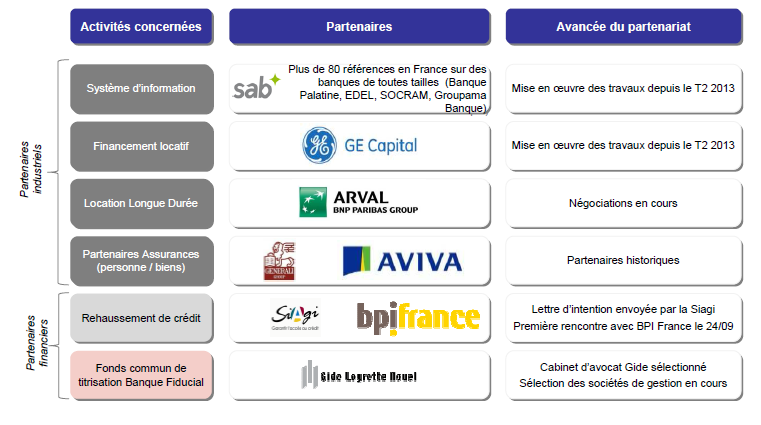 Activités concernées
Partenaires
Avancée du partenariat
Partenaires
industriels
Système d'information
sab
Plus de 80 références en France sur des
banques de toutes tailles (Banque
Palatine, EDEL, SOCRAM, Groupama
Banque)
Mise en œuvre des travaux depuis le T2 2013
Financement locatif
GE Capital
Mise en œuvre des travaux depuis le T2 2013
Location Longue Durée
ARVAL
BNP PARIBAS GROUP
Négociations en cours
Partenaires Assurances
(personne / biens)
GENERALI
AVIVA
Partenaires historiques
Partenaires
financiers
Rehaussement de crédit
SiAgi
bpifrance
Lettre d'intention envoyée par la Siagi
Première rencontre avec BPI France le 24/09
Fonds commun de
titrisation Banque Fiducial
Gide Loyrette Nouel
Cabinet d'avocat Gide sélectionné
Sélection des sociétés de gestion en cours